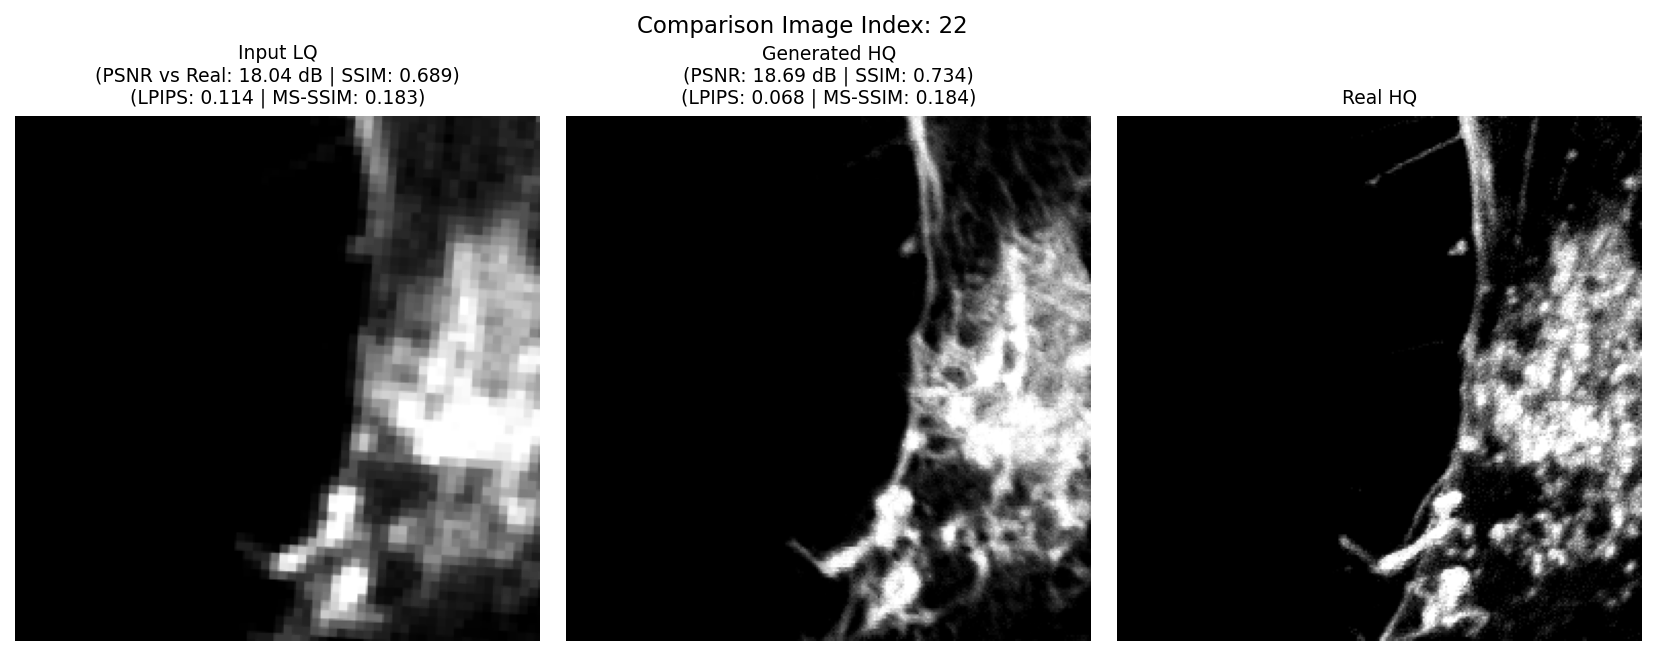 Comparison Image Index: 22
Input LQ
(PSNR vs Real: 18.04 dB | SSIM: 0.689)
(LPIPS: 0.114 | MS-SSIM: 0.183)
Generated HQ
(PSNR: 18.69 dB | SSIM: 0.734)
(LPIPS: 0.068 | MS-SSIM: 0.184)
Real HQ